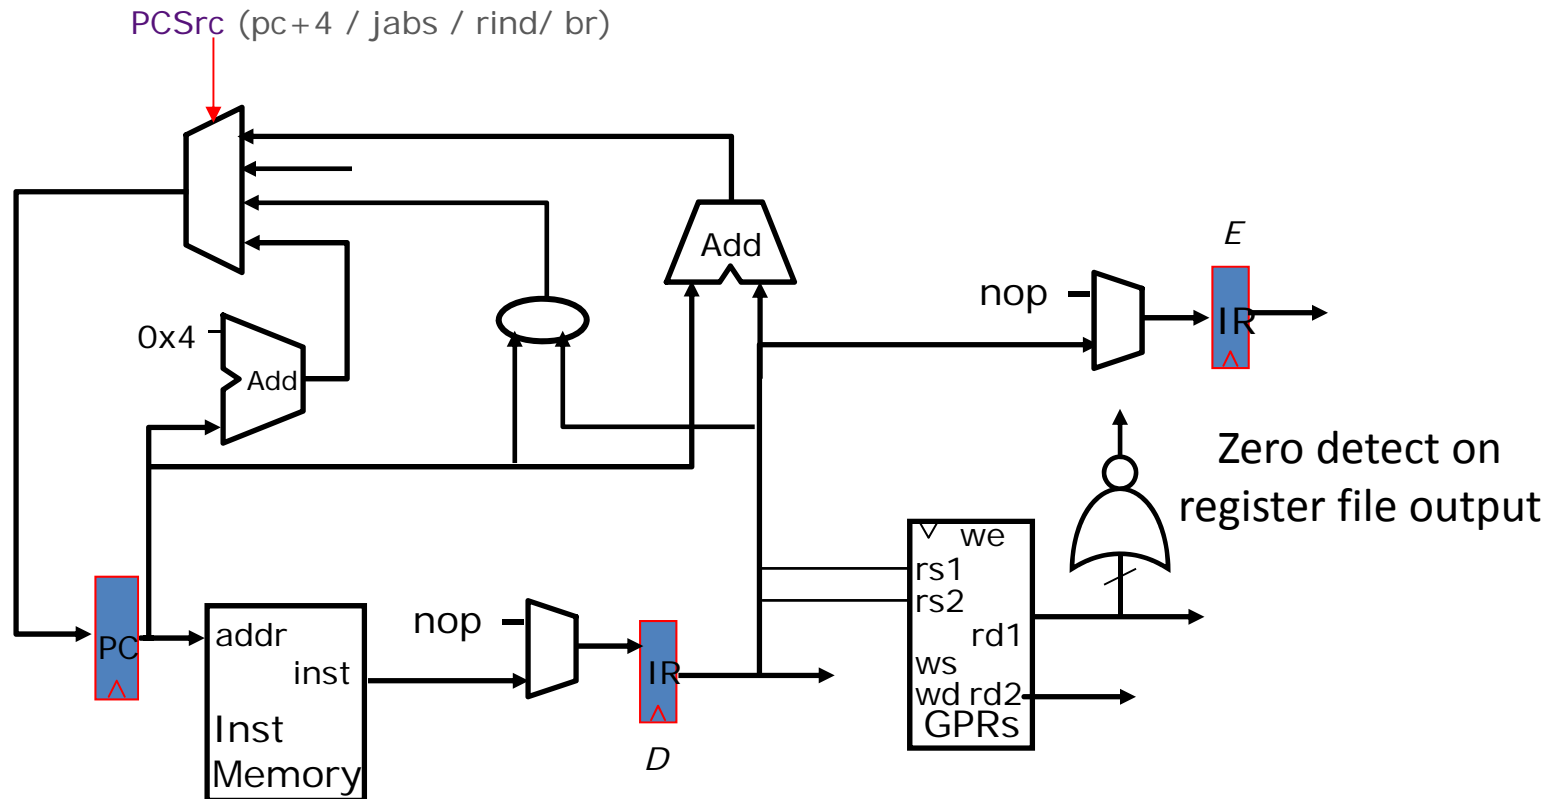 PCSrc (pc+4 / jabs / rind/ br)
E
Add
nop
IR
0x4
Add
Zero detect on
register file output
we
rs1
rs2
rd1
ws
wd rd2
GPRs
nop
addr
PC
inst
IR
Inst
Memory
D